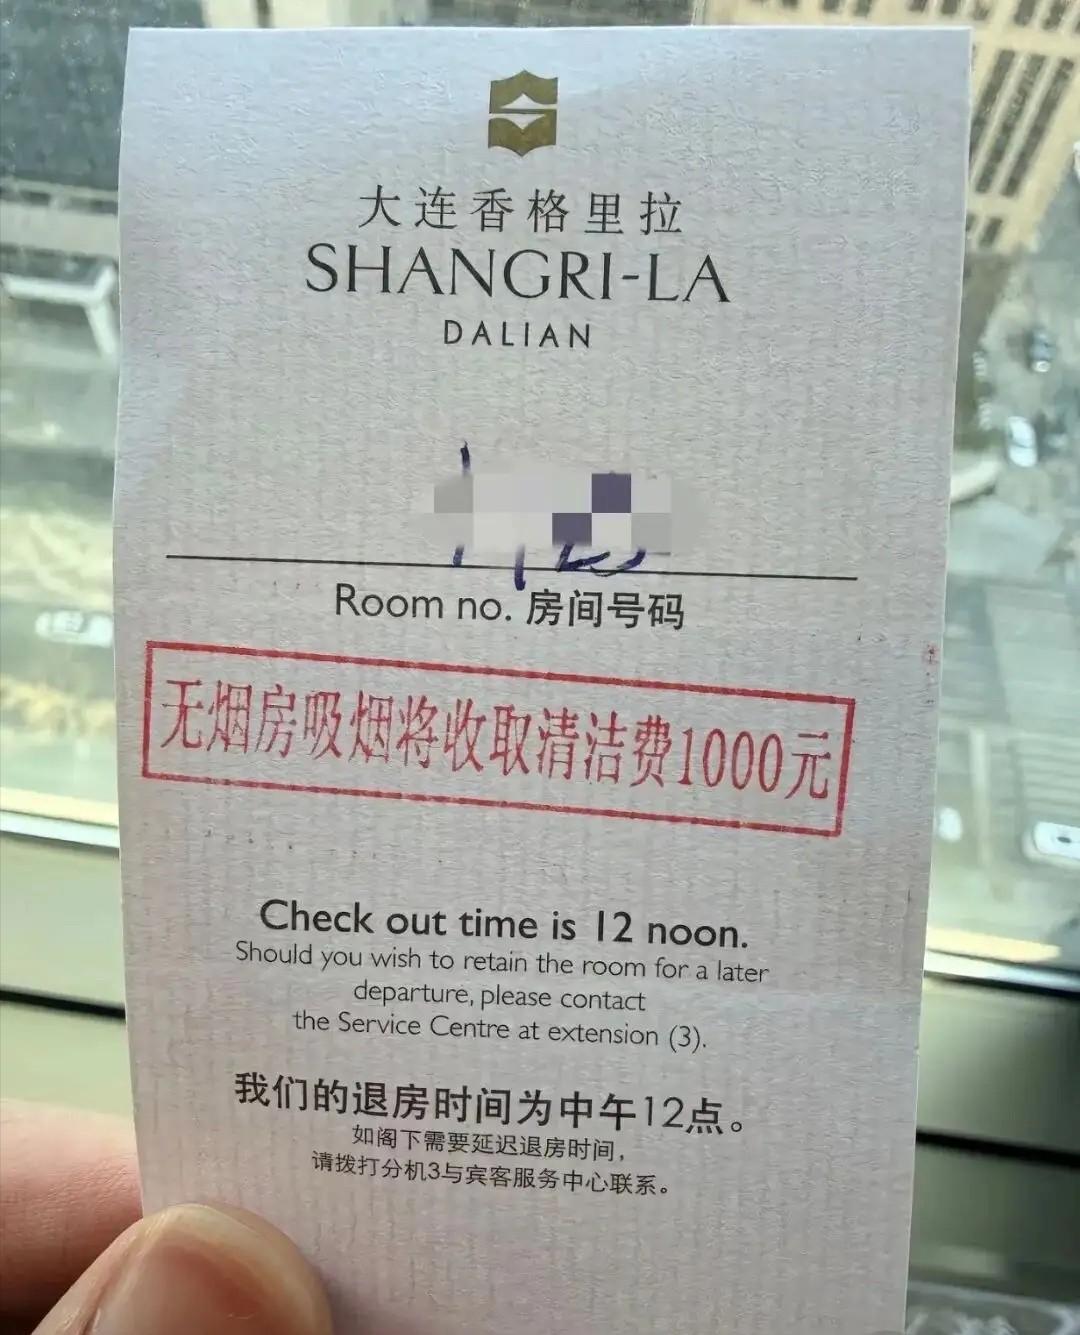 大连香格里拉
SHANGRI-LA
DALIAN
Room no. 房间号码
无烟房吸烟将收取清洁费1000元
Check out time is 12 noon.
Should you wish to retain the room for a later
departure, please contact
the Service Centre at extension (3).
我们的退房时间为中午12点。
如阁下需要延迟退房时间，
请拨打分机3与宾客服务中心联系。